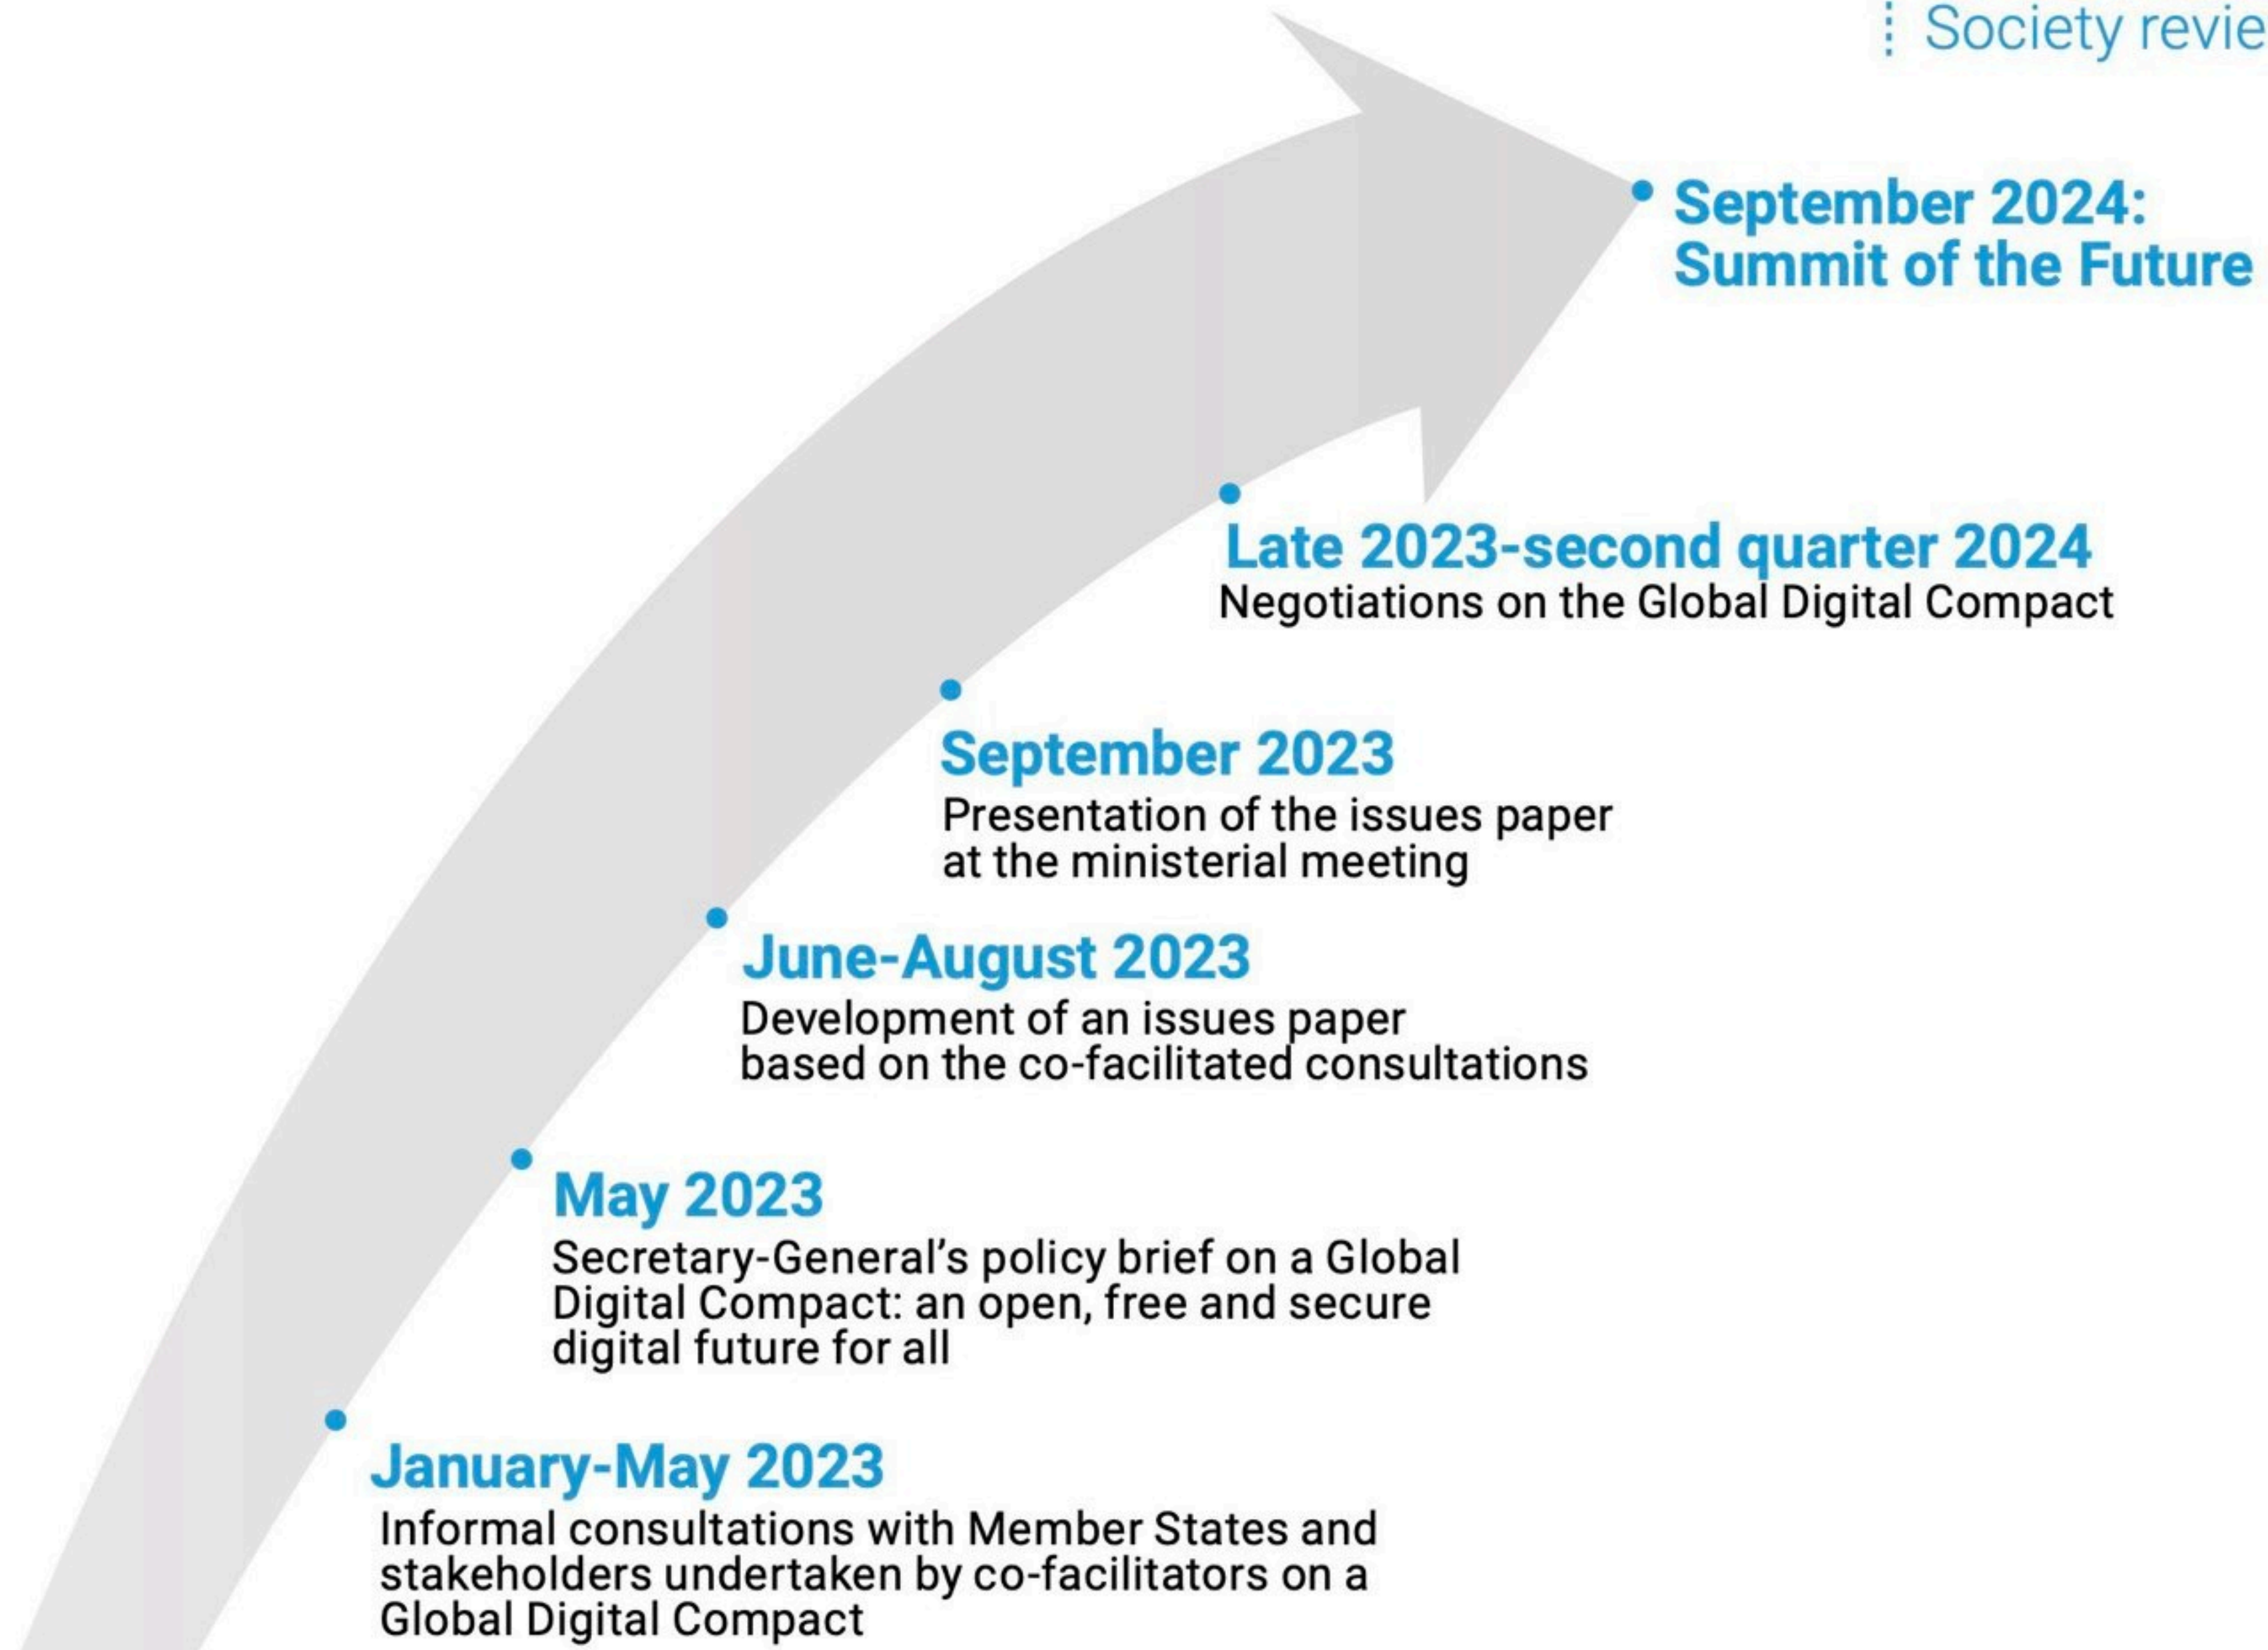 Society revie
September 2024:
Summit of the Future
Late 2023-second quarter 2024
Negotiations on the Global Digital Compact
September 2023
Presentation of the issues paper
at the ministerial meeting
June-August 2023
Development of an issues paper
based on the co-facilitated consultations
May 2023
Secretary-General’s policy brief on a Global
Digital Compact: an open, free and secure
digital future for all
January-May 2023
Informal consultations with Member States and
stakeholders undertaken by co-facilitators on a
Global Digital Compact